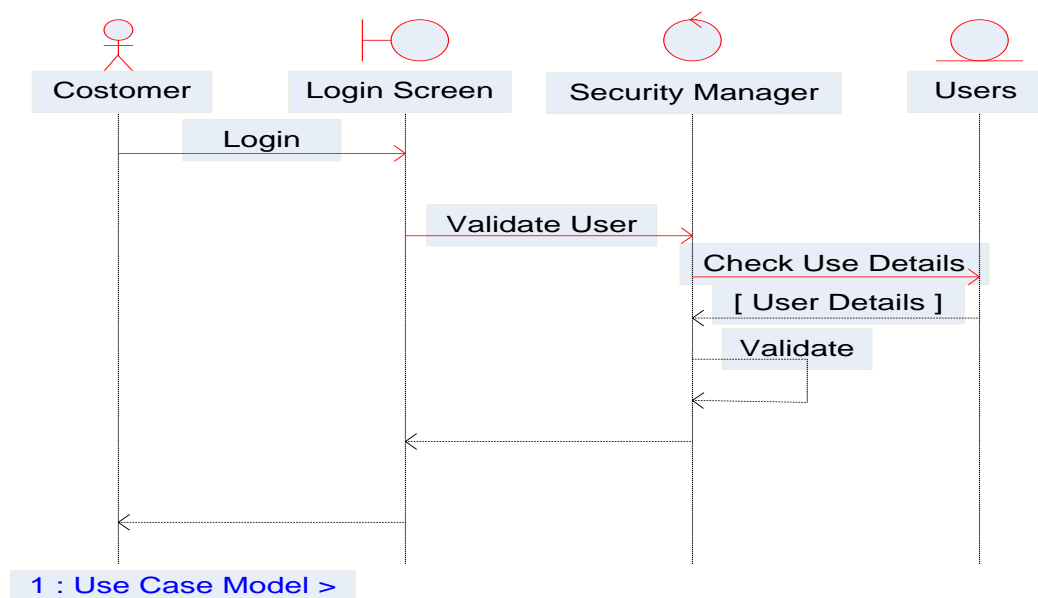 Costomer
Login Screen
Security Manager
Users
Login
Validate User
Check Use Details
[ User Details ]
Validate
1 : Use Case Model >